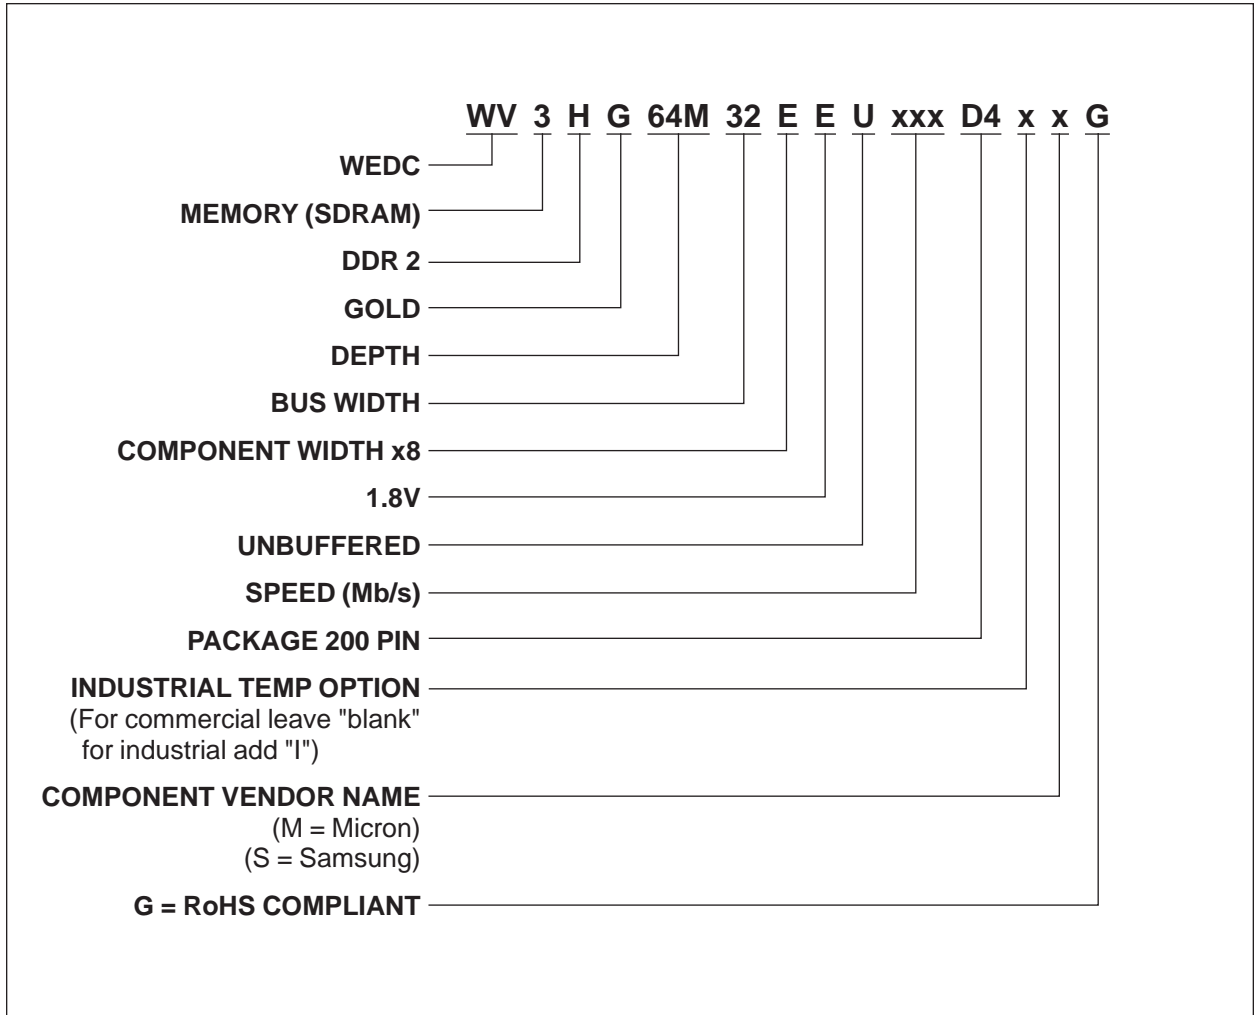 WV 3 H G 64M 32 E E U xxx D4 x x G
WEDC
MEMORY (SDRAM)
DDR 2
GOLD
DEPTH
BUS WIDTH
COMPONENT WIDTH x8
1.8V
UNBUFFERED
SPEED (Mb/s)
PACKAGE 200 PIN
INDUSTRIAL TEMP OPTION
(For commercial leave "blank"
for industrial add "I")
COMPONENT VENDOR NAME
(M = Micron)
(S = Samsung)
G = RoHS COMPLIANT